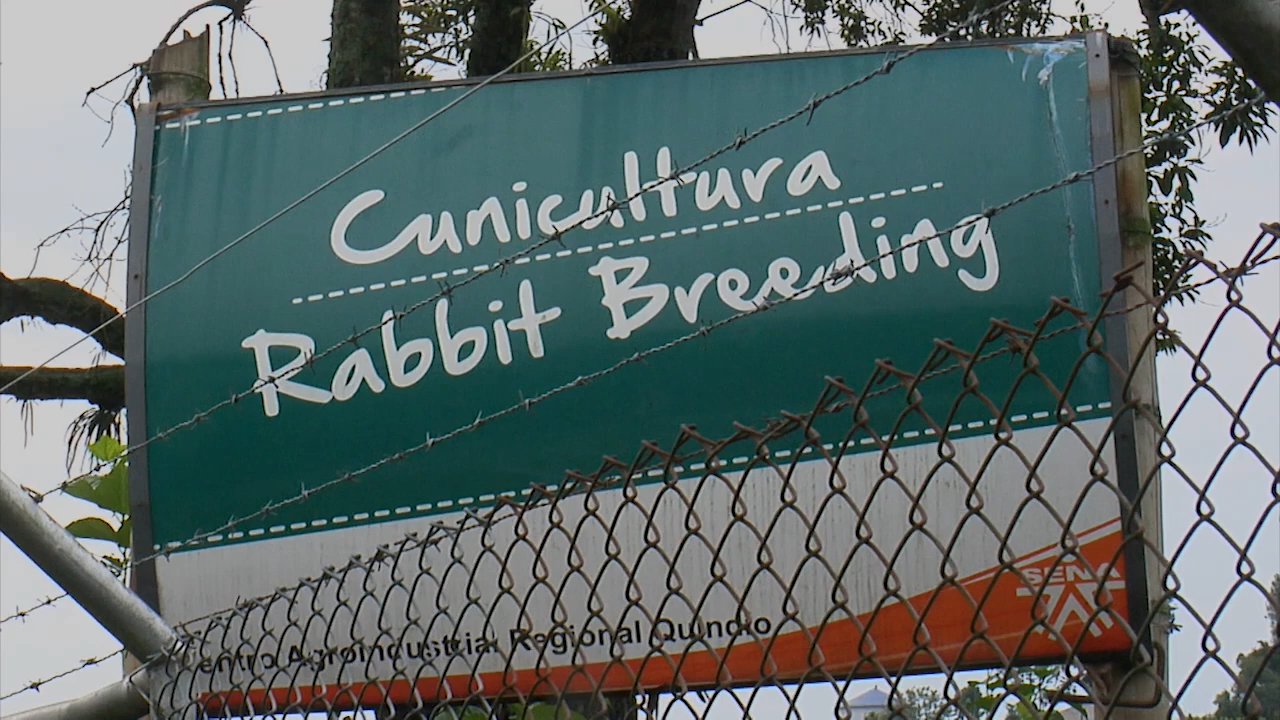 Cunicultura
Rabbit Breeding
Centro Agroindustrial Regional Quindío
SENA